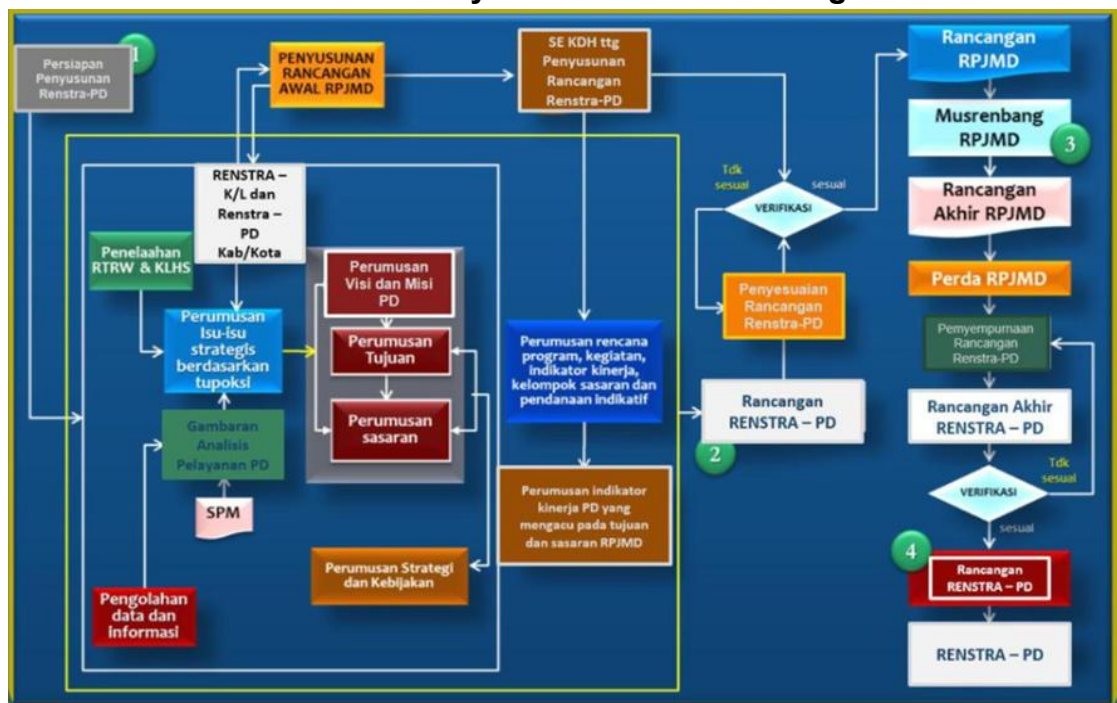 Persiapan
Penyusunan
Renstra-PD
1
PENYUSUNAN
RANCANGAN
AWAL RPJMD
SE KDH ttg
Penyusunan
Rancangan
Renstra-PD
Rancangan
RPJMD
Musrenbang
RPJMD
3
Rancangan
Akhir RPJMD
Perda RPJMD
Pemyempurnaan
Rancangan
Renstra-PD
Rancangan Akhir
RENSTRA – PD
VERIFIKASI
Tdk
sesuai
sesuai
4
Rancangan
RENSTRA – PD
RENSTRA – PD
Tdk
sesuai
sesuai
VERIFIKASI
Penyesuaian
Rancangan
Renstra-PD
Rancangan
RENSTRA – PD
2
RENSTRA –
K/L dan
Renstra –
PD
Kab/Kota
Penelaahan
RTRW & KLHS
Perumusan
Isu-isu
strategis
berdasarkan
tupoksi
Gambaran
Analisis
Pelayanan PD
SPM
Pengolahan
data dan
informasi
Perumusan
Visi dan Misi
PD
Perumusan
Tujuan
Perumusan
sasaran
Perumusan Strategi
dan Kebijakan
Perumusan rencana
program, kegiatan,
indikator kinerja,
kelompok sasaran dan
pendanaan indikatif
Perumusan indikator
kinerja PD yang
mengacu pada tujuan
dan sasaran RPJMD